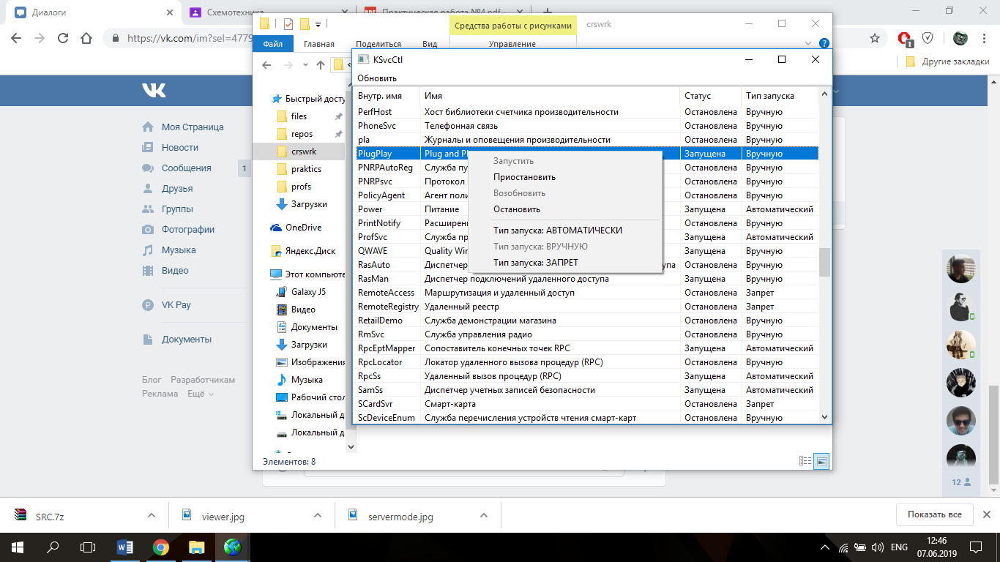 Диалоги
Схемотехника
Практическая работа №4.pdf
https://vk.com/im?sel=4779
1
Другие закладки
Средства работы с рисунками
crswrk
Файл
Главная
Поделиться
Вид
Управление
Быстрый досту
files
repos
crswrk
praktics
profs
Загрузки
OneDrive
Яндекс.Диск
Этот компьюте
Galaxy J5
Видео
Документы
Загрузки
Изображения
Музыка
Рабочий стол
Локальный д
Локальный д
Элементов: 8
Моя Страница
Новости
Сообщения
1
Друзья
Группы
Фотографии
Музыка
Видео
VK Pay
Документы
Блог Разработчикам
Реклама Ещё
KSvcCtl
Обновить
Внутр. имя Имя Статус Тип запуска
PerfHost Хост библиотеки счетчика производительности Остановлена Вручную
PhoneSvc Телефонная связь Остановлена Вручную
pla Журналы и оповещения производительности Остановлена Вручную
PlugPlay Plug and Pl Запущена Вручную
PNRPAutoReg Служба пу Остановлена Вручную
PNRPsvc Протокол Остановлена Вручную
PolicyAgent Агент поли Остановлена Вручную
Power Питание Запущена Автоматический
PrintNotify Расширен Остановлена Вручную
ProfSvc Служба пр Запущена Автоматический
QWAVE Quality Win Запущена Вручную
RasAuto Диспетчер упа Остановлена Вручную
RasMan Диспетчер подключений удаленного доступа Запущена Вручную
RemoteAccess Маршрутизация и удаленный доступ Остановлена Запрет
RemoteRegistry Удаленный реестр Остановлена Запрет
RetailDemo Служба демонстрации магазина Остановлена Вручную
RmSvc Служба управления радио Остановлена Вручную
RpcEptMapper Сопоставитель конечных точек RPC Запущена Автоматический
RpcLocator Локатор удаленного вызова процедур (RPC) Остановлена Вручную
RpcSs Удаленный вызов процедур (RPC) Запущена Автоматический
SamSs Диспетчер учетных записей безопасности Запущена Автоматический
SCardSvr Смарт-карта Остановлена Запрет
ScDeviceEnum Служба перечисления устройств чтения смарт-карт Остановлена Вручную
Запустить
Приостановить
Возобновить
Остановить
Тип запуска: АВТОМАТИЧЕСКИ
Тип запуска: ВРУЧНУЮ
Тип запуска: ЗАПРЕТ
12
SRC.7z
viewer.jpg
servermode.jpg
Показать все
ENG
12:46
07.06.2019